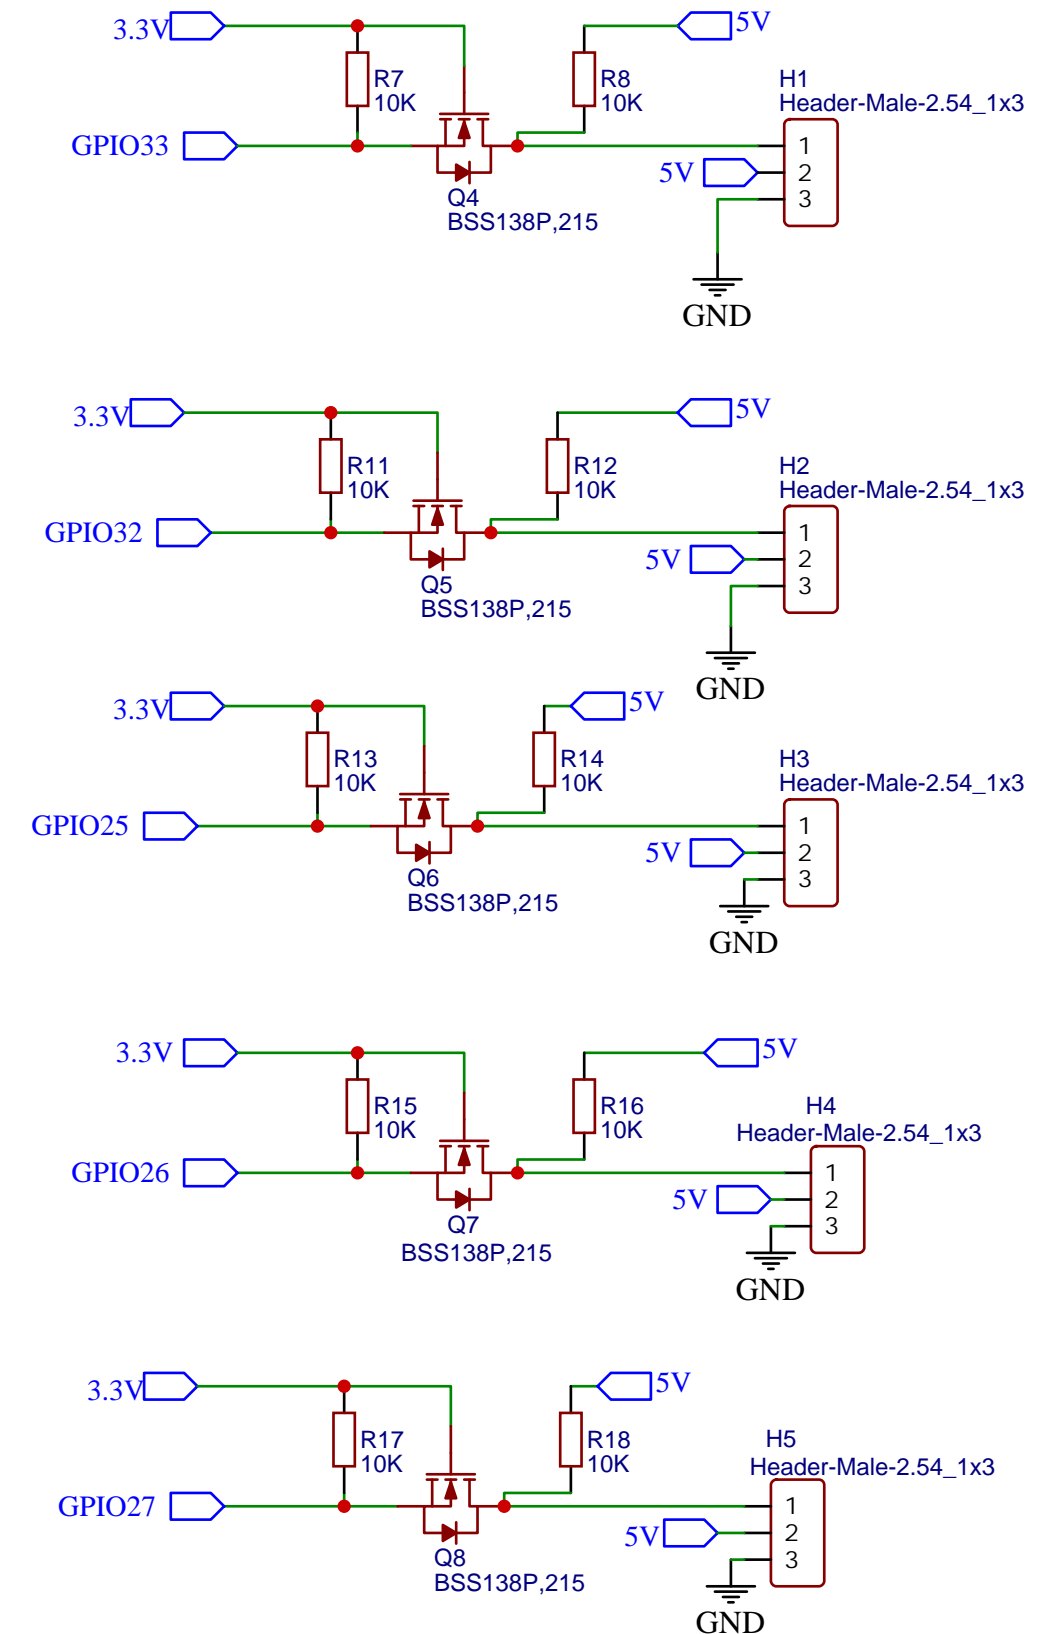 3.3V
5V
R7
10K
R8
10K
H1
Header-Male-2.54_1x3
GPIO33
1
5V
2
3
Q4
BSS138P,215
GND
3.3V
5V
R11
10K
R12
10K
H2
Header-Male-2.54_1x3
GPIO32
1
5V
2
3
Q5
BSS138P,215
GND
3.3V
5V
R13
10K
R14
10K
H3
Header-Male-2.54_1x3
GPIO25
1
5V
2
3
Q6
BSS138P,215
GND
3.3V
5V
R15
10K
R16
10K
H4
Header-Male-2.54_1x3
GPIO26
1
5V
2
3
Q7
BSS138P,215
GND
3.3V
5V
R17
10K
R18
10K
H5
Header-Male-2.54_1x3
GPIO27
1
5V
2
3
Q8
BSS138P,215
GND